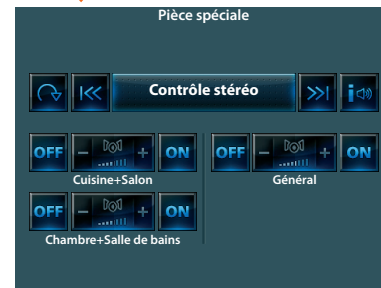 Pièce spéciale
Contrôle stéréo
i
OFF - + ON OFF - + ON
Cuisine+Salon Général
OFF - + ON
Chambre+Salle de bains